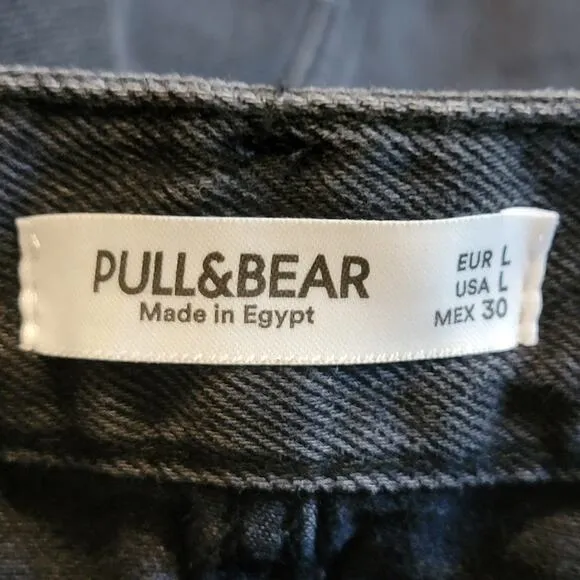 PULL&BEAR
Made in Egypt
EUR L
USA L
MEX 30